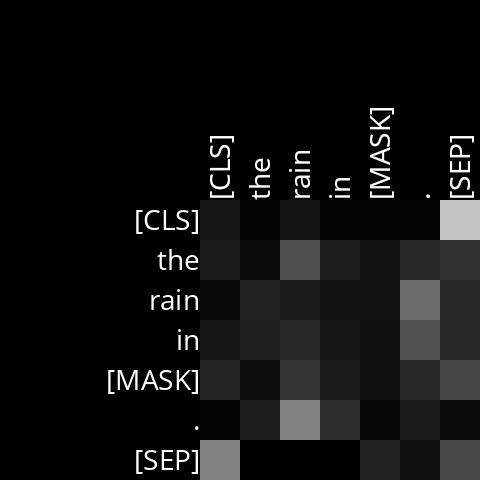 [CLS] the rain in [MASK] . [SEP]
[CLS]
the
rain
in
[MASK]
.
[SEP]